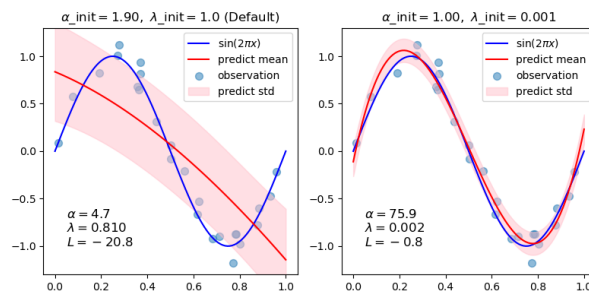 α_init=1.90, λ_init=1.0 (Default)
sin(2πx)
predict mean
observation
predict std
1.0
0.5
0.0
−0.5
−1.0
α=4.7
λ=0.810
L=−20.8
0.0 0.2 0.4 0.6 0.8 1.0
α_init=1.00, λ_init=0.001
sin(2πx)
predict mean
observation
predict std
1.0
0.5
0.0
−0.5
−1.0
α=75.9
λ=0.002
L=−0.8
0.0 0.2 0.4 0.6 0.8 1.0